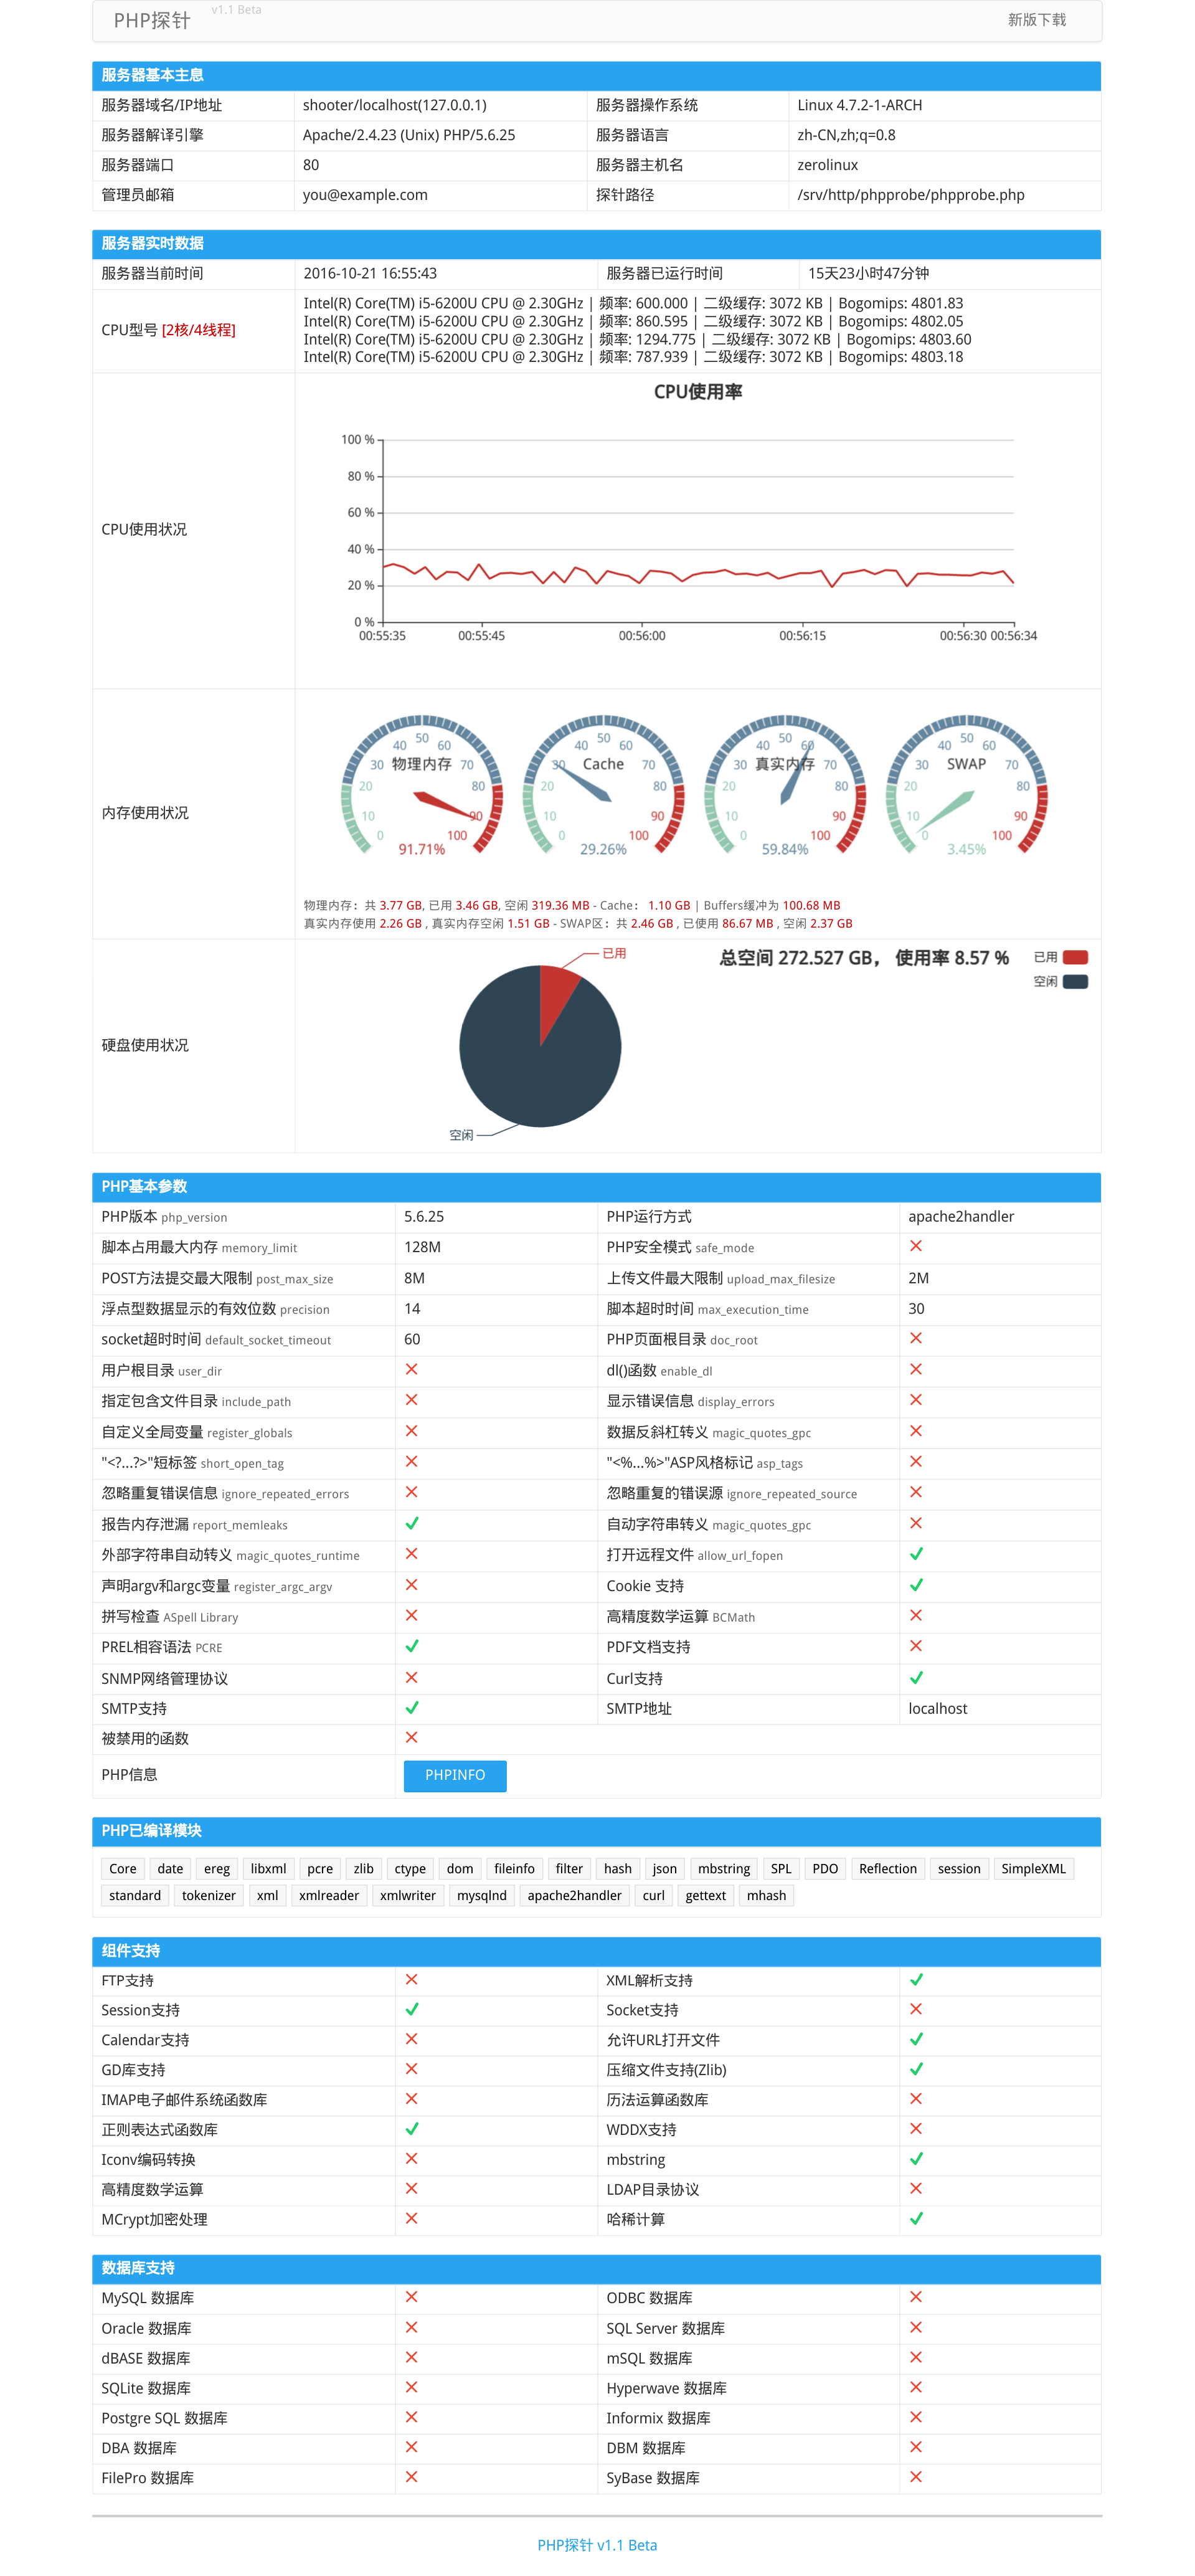 PHP探针 v1.1 Beta 新版下载
服务器基本主息
服务器域名/IP地址 shooter/localhost(127.0.0.1) 服务器操作系统 Linux 4.7.2-1-ARCH
服务器解译引擎 Apache/2.4.23 (Unix) PHP/5.6.25 服务器语言 zh-CN,zh;q=0.8
服务器端口 80 服务器主机名 zerolinux
管理员邮箱 you@example.com 探针路径 /srv/http/phpprobe/phpprobe.php
服务器实时数据
服务器当前时间 2016-10-21 16:55:43 服务器已运行时间 15天23小时47分钟
CPU型号 [2核/4线程]
Intel(R) Core(TM) i5-6200U CPU @ 2.30GHz | 频率: 600.000 | 二级缓存: 3072 KB | Bogomips: 4801.83
Intel(R) Core(TM) i5-6200U CPU @ 2.30GHz | 频率: 860.595 | 二级缓存: 3072 KB | Bogomips: 4802.05
Intel(R) Core(TM) i5-6200U CPU @ 2.30GHz | 频率: 1294.775 | 二级缓存: 3072 KB | Bogomips: 4803.60
Intel(R) Core(TM) i5-6200U CPU @ 2.30GHz | 频率: 787.939 | 二级缓存: 3072 KB | Bogomips: 4803.18
CPU使用状况
CPU使用率
100 %
80 %
60 %
40 %
20 %
0 %
00:55:35 00:55:45 00:56:00 00:56:15 00:56:30 00:56:34
内存使用状况
0 10 20 30 40 50 60 70 80 90 100 物理内存 91.71%
0 10 20 30 40 50 60 70 80 90 100 Cache 29.26%
0 10 20 30 40 50 60 70 80 90 100 真实内存 59.84%
0 10 20 30 40 50 60 70 80 90 100 SWAP 3.45%
物理内存：共 3.77 GB, 已用 3.46 GB, 空闲 319.36 MB - Cache： 1.10 GB | Buffers缓冲为 100.68 MB
真实内存使用 2.26 GB , 真实内存空闲 1.51 GB - SWAP区：共 2.46 GB , 已使用 86.67 MB , 空闲 2.37 GB
硬盘使用状况
已用
空闲
总空间 272.527 GB， 使用率 8.57 %
已用
空闲
PHP基本参数
PHP版本 php_version 5.6.25 PHP运行方式 apache2handler
脚本占用最大内存 memory_limit 128M PHP安全模式 safe_mode
POST方法提交最大限制 post_max_size 8M 上传文件最大限制 upload_max_filesize 2M
浮点型数据显示的有效位数 precision 14 脚本超时时间 max_execution_time 30
socket超时时间 default_socket_timeout 60 PHP页面根目录 doc_root
用户根目录 user_dir dl()函数 enable_dl
指定包含文件目录 include_path 显示错误信息 display_errors
自定义全局变量 register_globals 数据反斜杠转义 magic_quotes_gpc
"<?...?>"短标签 short_open_tag "<%...%>"ASP风格标记 asp_tags
忽略重复错误信息 ignore_repeated_errors 忽略重复的错误源 ignore_repeated_source
报告内存泄漏 report_memleaks 自动字符串转义 magic_quotes_gpc
外部字符串自动转义 magic_quotes_runtime 打开远程文件 allow_url_fopen
声明argv和argc变量 register_argc_argv Cookie 支持
拼写检查 ASpell Library 高精度数学运算 BCMath
PREL相容语法 PCRE PDF文档支持
SNMP网络管理协议 Curl支持
SMTP支持 SMTP地址 localhost
被禁用的函数
PHP信息 PHPINFO
PHP已编译模块
Core date ereg libxml pcre zlib ctype dom fileinfo filter hash json mbstring SPL PDO Reflection session SimpleXML
standard tokenizer xml xmlreader xmlwriter mysqlnd apache2handler curl gettext mhash
组件支持
FTP支持 XML解析支持
Session支持 Socket支持
Calendar支持 允许URL打开文件
GD库支持 压缩文件支持(Zlib)
IMAP电子邮件系统函数库 历法运算函数库
正则表达式函数库 WDDX支持
Iconv编码转换 mbstring
高精度数学运算 LDAP目录协议
MCrypt加密处理 哈稀计算
数据库支持
MySQL 数据库 ODBC 数据库
Oracle 数据库 SQL Server 数据库
dBASE 数据库 mSQL 数据库
SQLite 数据库 Hyperwave 数据库
Postgre SQL 数据库 Informix 数据库
DBA 数据库 DBM 数据库
FilePro 数据库 SyBase 数据库
PHP探针 v1.1 Beta